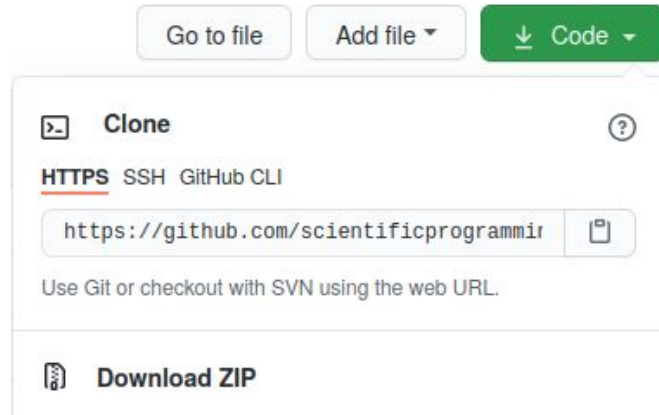 Go to file Add file Code
Clone
HTTPS SSH GitHub CLI
https://github.com/scientificprogrammin
Use Git or checkout with SVN using the web URL.
Download ZIP